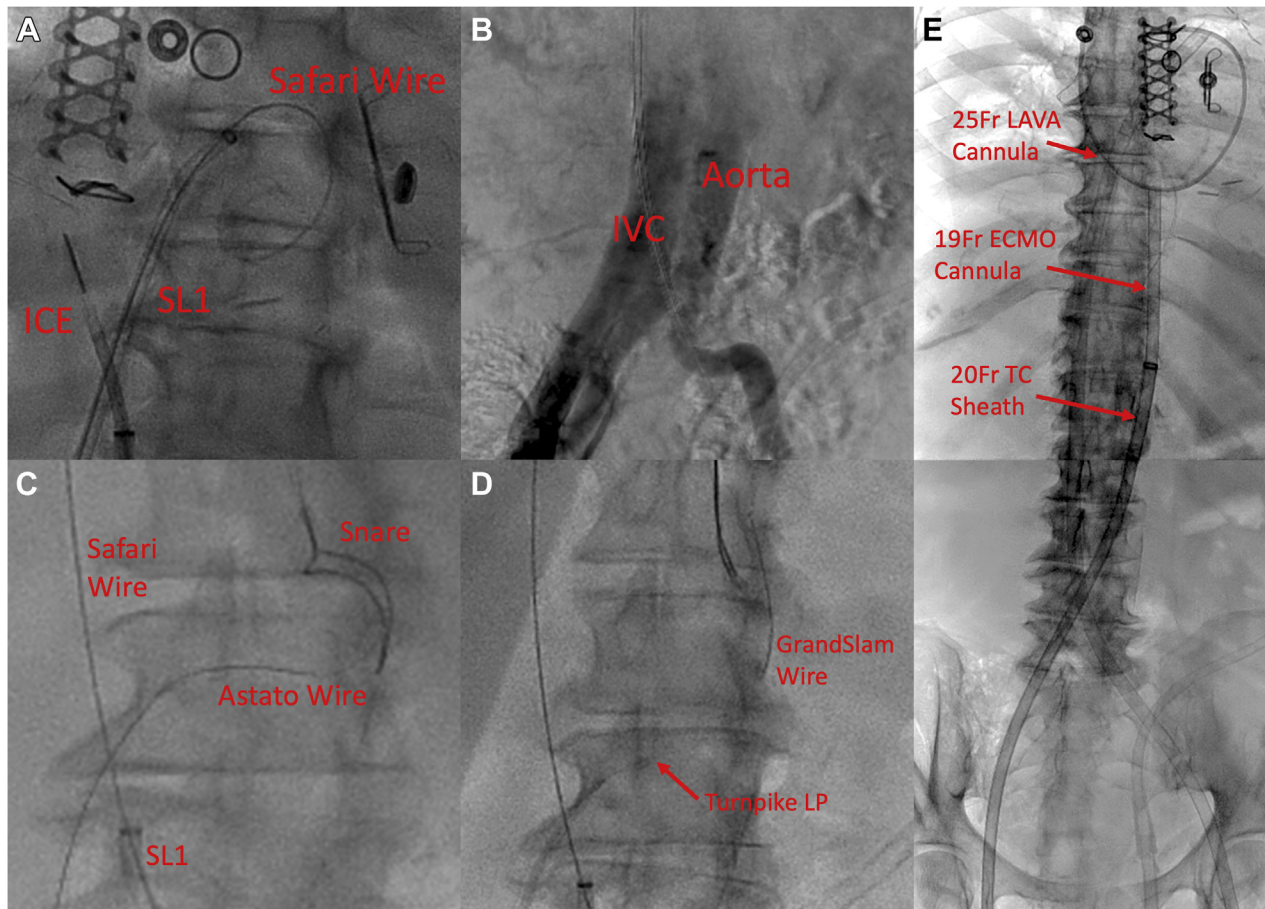 A
Safari Wire
SL1
ICE
B
Aorta
IVC
C
Safari
Wire
Snare
Astato Wire
SL1
D
GrandSlam
Wire
Turnpike LP
E
25Fr LAVA
Cannula
19Fr ECMO
Cannula
20Fr TC
Sheath